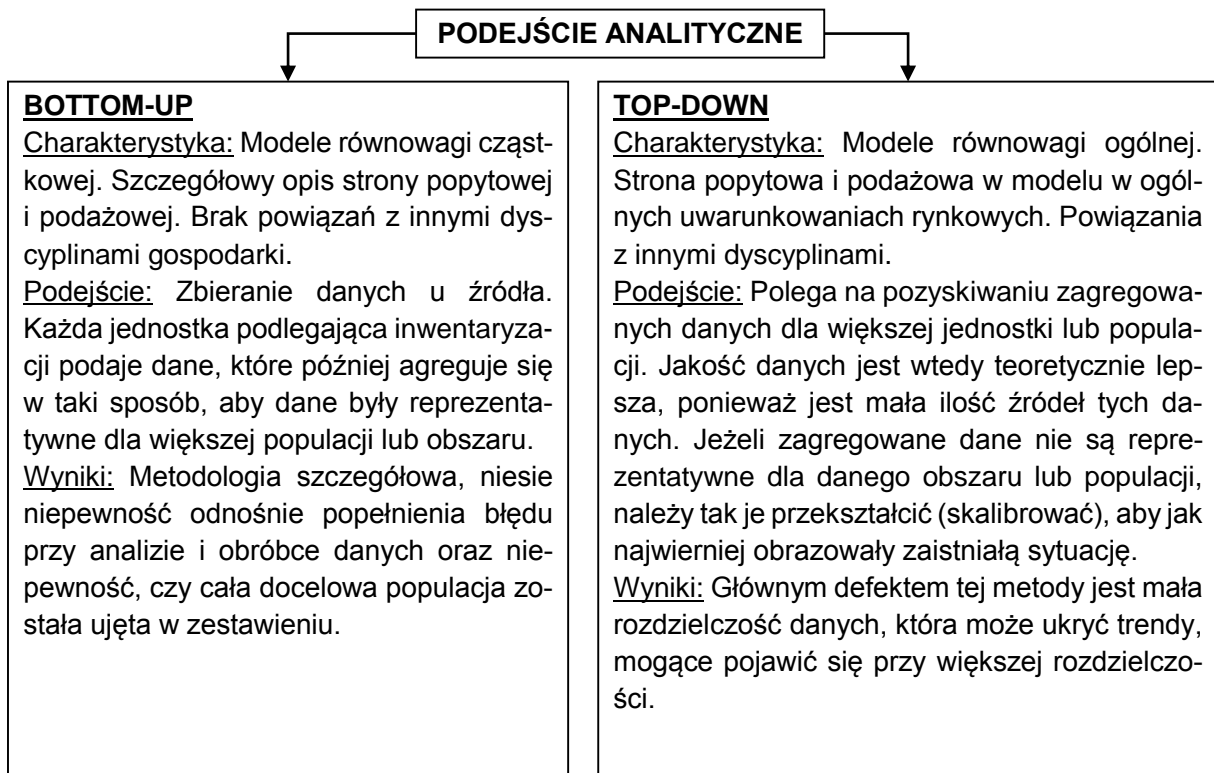 PODEJŚCIE ANALITYCZNE
BOTTOM-UP
Charakterystyka: Modele równowagi cząst-
kowej. Szczegółowy opis strony popytowej
i podażowej. Brak powiązań z innymi dys-
cyplinami gospodarki.
Podejście: Zbieranie danych u źródła.
Każda jednostka podlegająca inwentaryza-
cji podaje dane, które później agreguje się
w taki sposób, aby dane były reprezenta-
tywne dla większej populacji lub obszaru.
Wyniki: Metodologia szczegółowa, niesie
niepewność odnośnie popełnienia błędu
przy analizie i obróbce danych oraz nie-
pewność, czy cała docelowa populacja zo-
stała ujęta w zestawieniu.
TOP-DOWN
Charakterystyka: Modele równowagi ogólnej.
Strona popytowa i podażowa w modelu w ogól-
nych uwarunkowaniach rynkowych. Powiązania
z innymi dyscyplinami.
Podejście: Polega na pozyskiwaniu zagregowa-
nych danych dla większej jednostki lub popula-
cji. Jakość danych jest wtedy teoretycznie lep-
sza, ponieważ jest mała ilość źródeł tych da-
nych. Jeżeli zagregowane dane nie są repre-
zentatywne dla danego obszaru lub populacji,
należy tak je przekształcić (skalibrować), aby jak
najwierniej obrazowały zaistniałą sytuację.
Wyniki: Głównym defektem tej metody jest mała
rozdzielczość danych, która może ukryć trendy,
mogące pojawić się przy większej rozdzielczo-
ści.